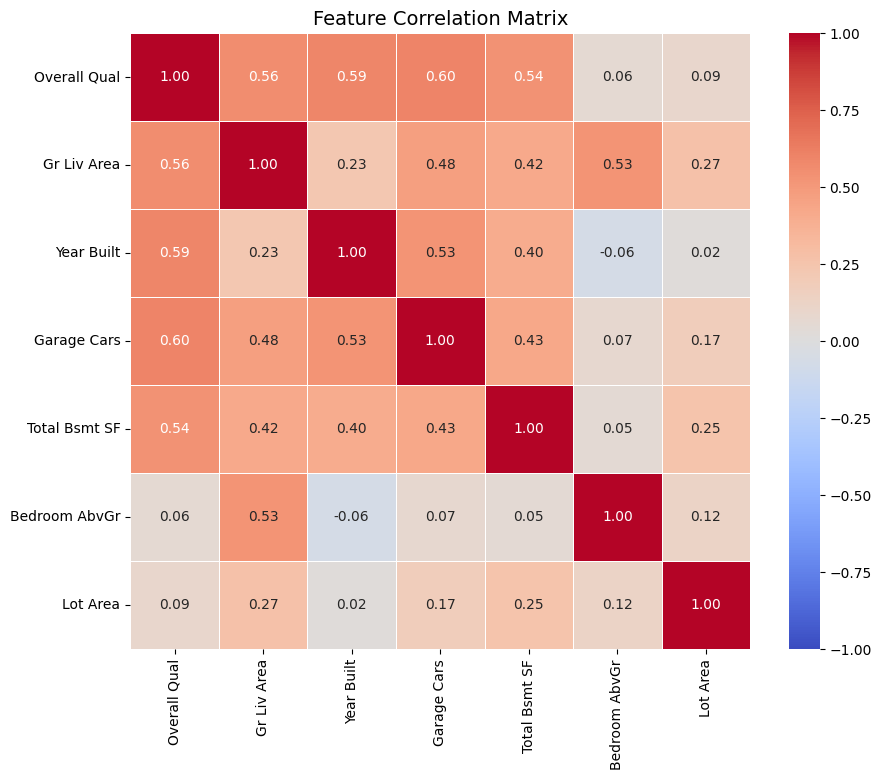 Feature Correlation Matrix
Overall Qual 1.00 0.56 0.59 0.60 0.54 0.06 0.09
Gr Liv Area 0.56 1.00 0.23 0.48 0.42 0.53 0.27
Year Built 0.59 0.23 1.00 0.53 0.40 -0.06 0.02
Garage Cars 0.60 0.48 0.53 1.00 0.43 0.07 0.17
Total Bsmt SF 0.54 0.42 0.40 0.43 1.00 0.05 0.25
Bedroom AbvGr 0.06 0.53 -0.06 0.07 0.05 1.00 0.12
Lot Area 0.09 0.27 0.02 0.17 0.25 0.12 1.00
Overall Qual
Gr Liv Area
Year Built
Garage Cars
Total Bsmt SF
Bedroom AbvGr
Lot Area
1.00
0.75
0.50
0.25
0.00
−0.25
−0.50
−0.75
−1.00